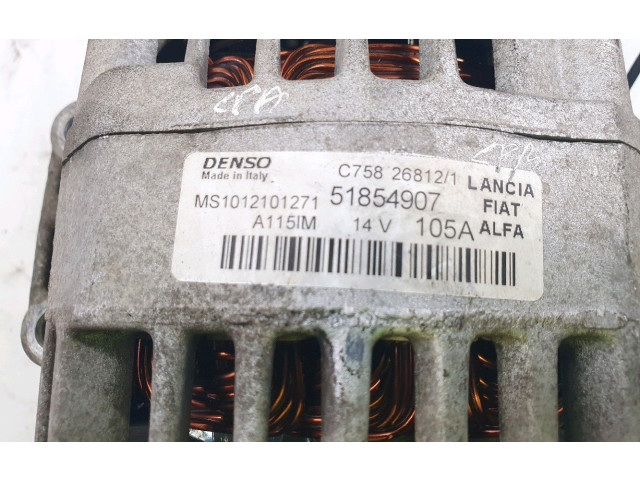 DENSO
Made in Italy
C758 26812/1
MS1012101271
51854907
A115IM
14 V
105A
LANCIA
FIAT
ALFA